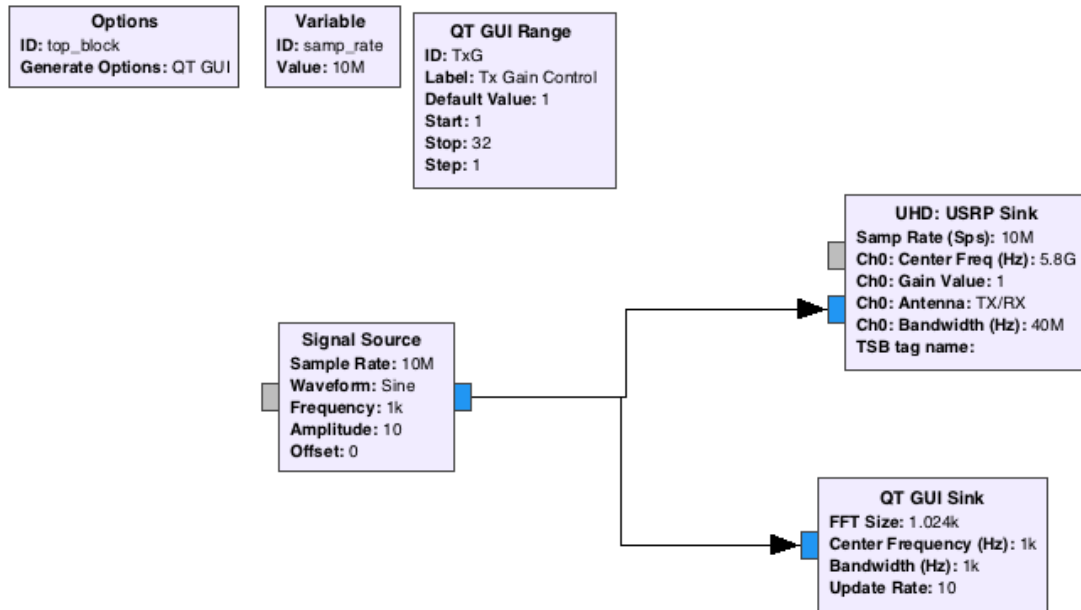 Options
ID: top_block
Generate Options: QT GUI
Variable
ID: samp_rate
Value: 10M
QT GUI Range
ID: TxG
Label: Tx Gain Control
Default Value: 1
Start: 1
Stop: 32
Step: 1
UHD: USRP Sink
Samp Rate (Sps): 10M
Ch0: Center Freq (Hz): 5.8G
Ch0: Gain Value: 1
Ch0: Antenna: TX/RX
Ch0: Bandwidth (Hz): 40M
TSB tag name:
Signal Source
Sample Rate: 10M
Waveform: Sine
Frequency: 1k
Amplitude: 10
Offset: 0
QT GUI Sink
FFT Size: 1.024k
Center Frequency (Hz): 1k
Bandwidth (Hz): 1k
Update Rate: 10